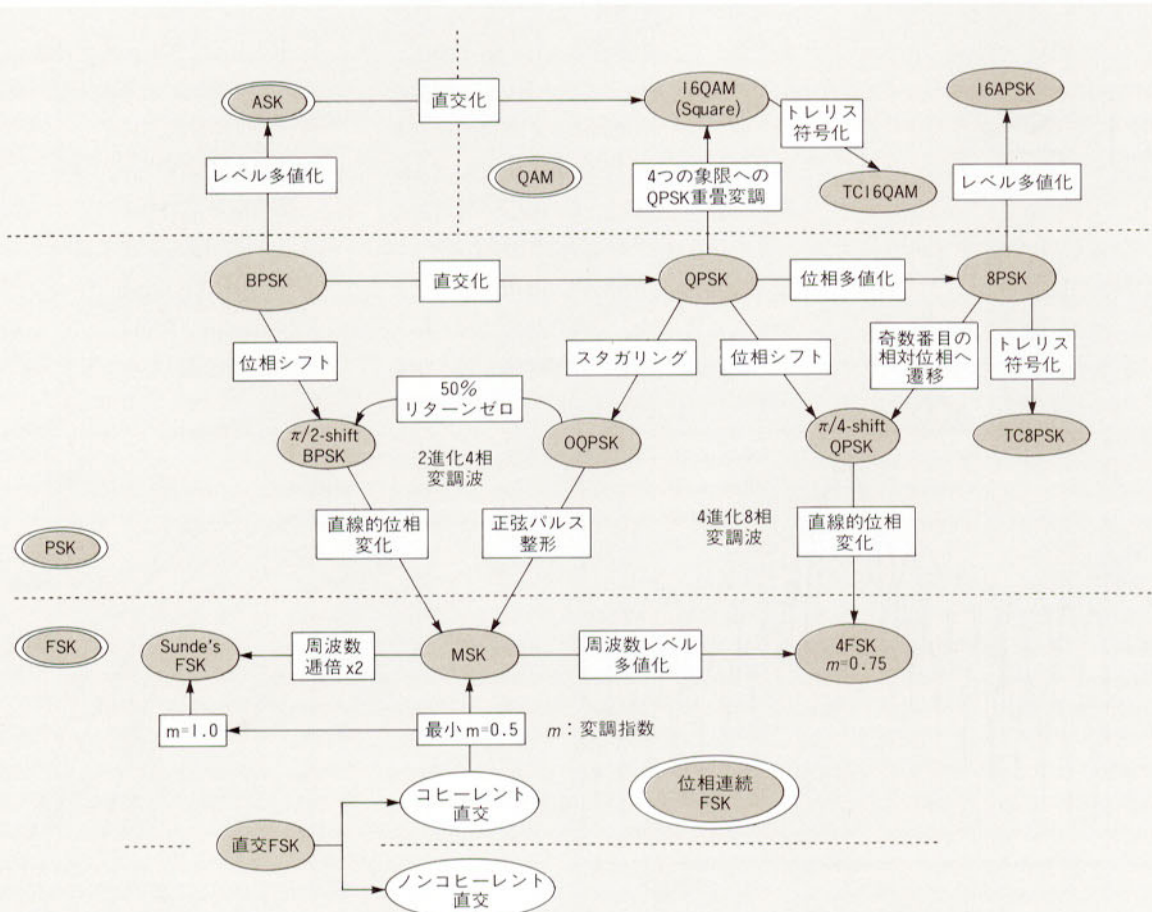 ASK
直交化
16QAM
(Square)
トレリス
符号化
16APSK
レベル多値化
QAM
4つの象限への
QPSK重畳変調
TC16QAM
レベル多値化
BPSK
直交化
QPSK
位相多値化
8PSK
位相シフト
スタガリング
位相シフト
奇数番目の
相対位相へ
遷移
トレリス
符号化
50%
リターンゼロ
π/2-shift
BPSK
2進化4相
変調波
OQPSK
π/4-shift
QPSK
TC8PSK
PSK
直線的位相
変化
正弦パルス
整形
4進化8相
変調波
直線的位相
変化
FSK
Sunde's
FSK
周波数
逓倍x2
MSK
周波数レベル
多値化
4FSK
m=0.75
m=1.0
最小m=0.5
m：変調指数
コヒーレント
直交
位相連続
FSK
直交FSK
ノンコヒーレント
直交